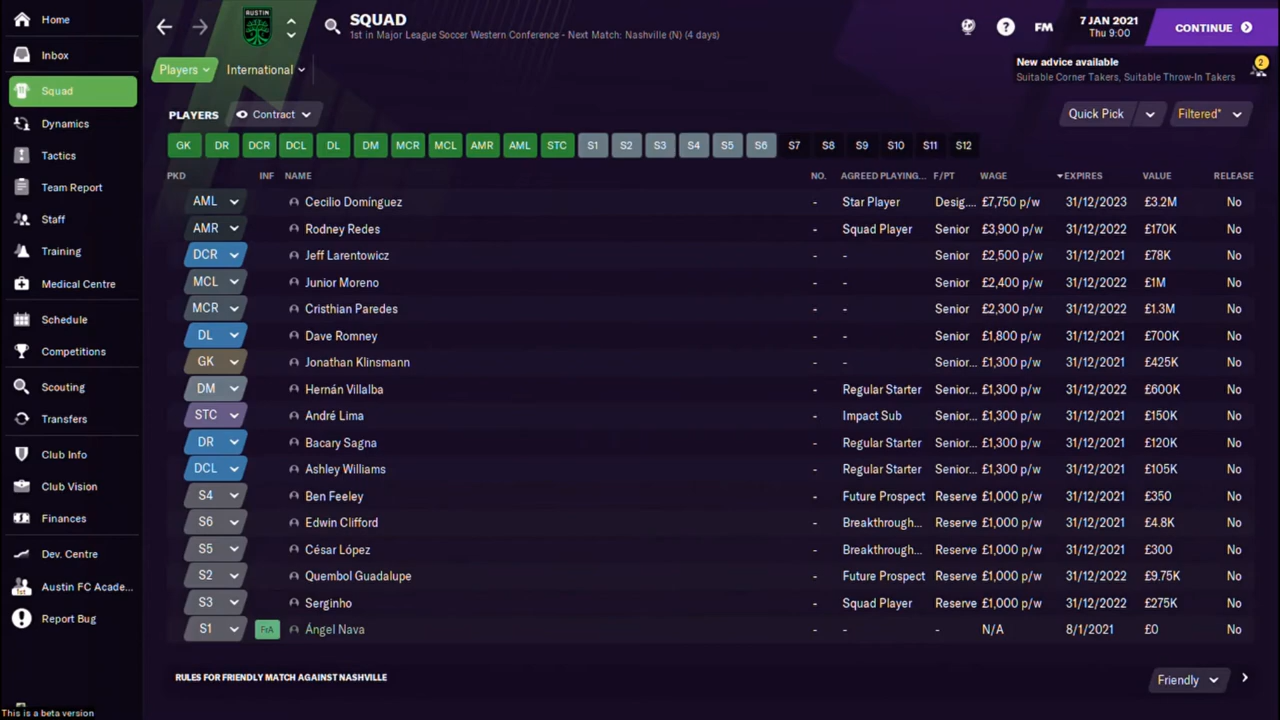 Home
Inbox
Squad
Dynamics
Tactics
Team Report
Staff
Training
Medical Centre
Schedule
Competitions
Scouting
Transfers
Club Info
Club Vision
Finances
Dev. Centre
Austin FC Acade...
Report Bug
This is a beta version
SQUAD
1st in Major League Soccer Western Conference - Next Match: Nashville (N) (4 days)
? FM 7 JAN 2021 Thu 9:00 CONTINUE
Players International
New advice available 2
Suitable Corner Takers, Suitable Throw-In Takers
PLAYERS Contract Quick Pick Filtered*
GK DR DCR DCL DL DM MCR MCL AMR AML STC S1 S2 S3 S4 S5 S6 S7 S8 S9 S10 S11 S12
PKD INF NAME NO. AGREED PLAYING... F/PT WAGE EXPIRES VALUE RELEASE
AML Cecilio Domínguez - Star Player Desig.... £7,750 p/w 31/12/2023 £3.2M No
AMR Rodney Redes - Squad Player Senior £3,900 p/w 31/12/2022 £170K No
DCR Jeff Larentowicz - - Senior £2,500 p/w 31/12/2021 £78K No
MCL Junior Moreno - - Senior £2,400 p/w 31/12/2022 £1M No
MCR Cristhian Paredes - - Senior £2,300 p/w 31/12/2022 £1.3M No
DL Dave Romney - - Senior £1,800 p/w 31/12/2021 £700K No
GK Jonathan Klinsmann - - Senior... £1,300 p/w 31/12/2021 £425K No
DM Hernán Villalba - Regular Starter Senior... £1,300 p/w 31/12/2022 £600K No
STC André Lima - Impact Sub Senior... £1,300 p/w 31/12/2021 £150K No
DR Bacary Sagna - Regular Starter Senior... £1,300 p/w 31/12/2021 £120K No
DCL Ashley Williams - Regular Starter Senior... £1,300 p/w 31/12/2021 £105K No
S4 Ben Feeley - Future Prospect Reserve £1,000 p/w 31/12/2021 £350 No
S6 Edwin Clifford - Breakthrough... Reserve £1,000 p/w 31/12/2021 £4.8K No
S5 César López - Breakthrough... Reserve £1,000 p/w 31/12/2021 £300 No
S2 Quembol Guadalupe - Future Prospect Reserve £1,000 p/w 31/12/2022 £9.75K No
S3 Serginho - Squad Player Reserve £1,000 p/w 31/12/2022 £275K No
S1 FrA Ángel Nava - - - N/A 8/1/2021 £0 No
RULES FOR FRIENDLY MATCH AGAINST NASHVILLE Friendly